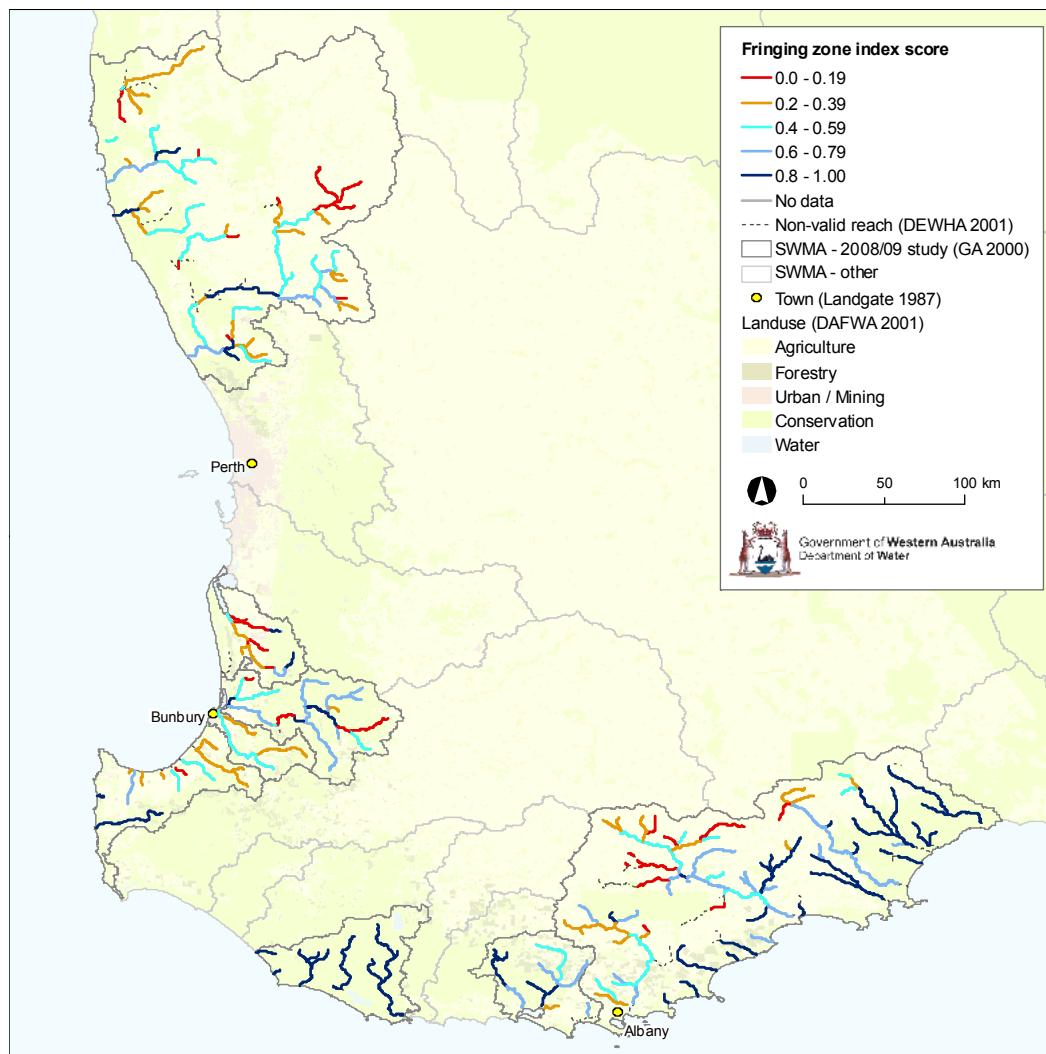 Fringing zone index score
0.0 - 0.19
0.2 - 0.39
0.4 - 0.59
0.6 - 0.79
0.8 - 1.00
No data
Non-valid reach (DEWHA 2001)
SWMA - 2008/09 study (GA 2000)
SWMA - other
Town (Landgate 1987)
Landuse (DAFWA 2001)
Agriculture
Forestry
Urban / Mining
Conservation
Water
0 50 100 km
Government of Western Australia
Department of Water
Perth
Bunbury
Albany